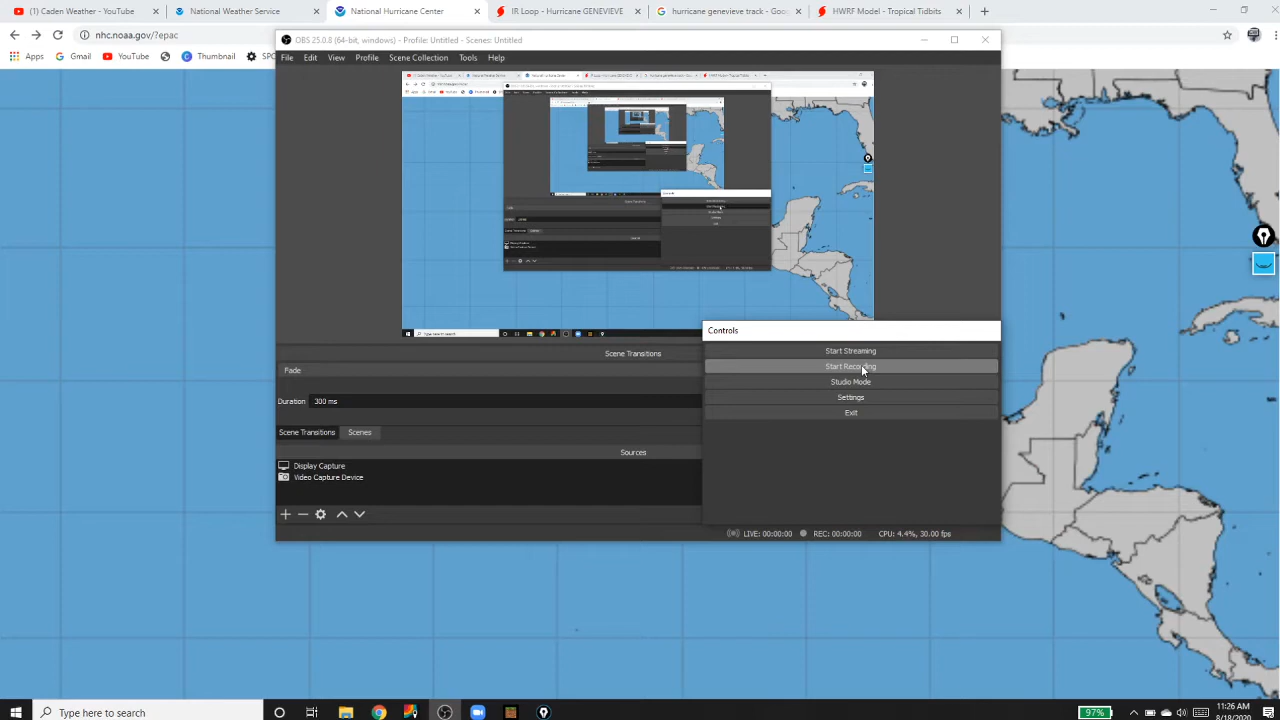 (1) Caden Weather - YouTube
National Weather Service
National Hurricane Center
IR Loop - Hurricane GENEVIEVE
hurricane genevieve track - Goo
HWRF Model - Tropical Tidbits
nhc.noaa.gov/?epac
Apps
Gmail
YouTube
Thumbnail
SPC
OBS 25.0.8 (64-bit, windows) - Profile: Untitled - Scenes: Untitled
File
Edit
View
Profile
Scene Collection
Tools
Help
Scene Transitions
Fade
Duration
300 ms
Scene Transitions
Scenes
Sources
Display Capture
Video Capture Device
Controls
Start Streaming
Start Recording
Studio Mode
Settings
Exit
LIVE: 00:00:00
REC: 00:00:00
CPU: 4.4%, 30.00 fps
Type here to search
97%
11:26 AM
8/18/2020